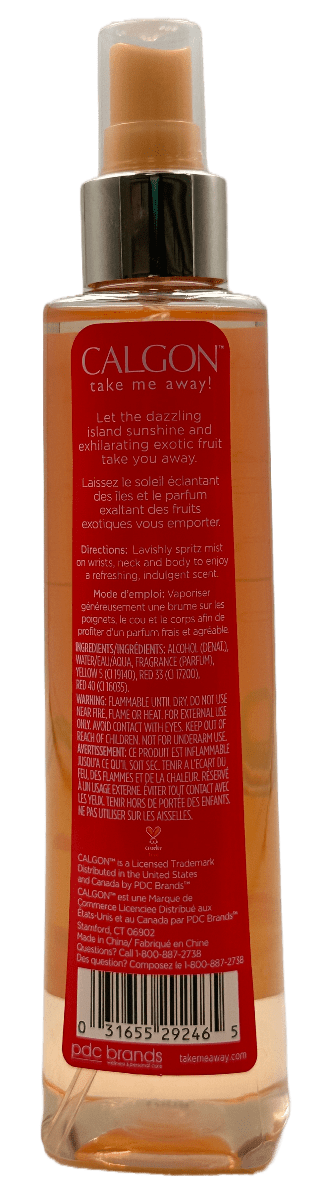 CALGON™
take me away!
Let the dazzling
island sunshine and
exhilarating exotic fruit
take you away.
Laissez le soleil éclantant
des îles et le parfum
exaltant des fruits
exotiques vous emporter.
Directions: Lavishly spritz mist
on wrists, neck and body to enjoy
a refreshing, indulgent scent.
Mode d'emploi: Vaporiser
généreusement une brume sur les
poignets, le cou et le corps afin de
profiter d'un parfum frais et agréable.
INGREDIENTS/INGRÉDIENTS: ALCOHOL (DENAT.),
WATER/EAU/AQUA, FRAGRANCE (PARFUM),
YELLOW 5 (CI 19140), RED 33 (CI 17200),
RED 40 (CI 16035).
WARNING: FLAMMABLE UNTIL DRY. DO NOT USE
NEAR FIRE, FLAME OR HEAT. FOR EXTERNAL USE
ONLY. AVOID CONTACT WITH EYES. KEEP OUT OF
REACH OF CHILDREN. NOT FOR UNDERARM USE.
AVERTISSEMENT: CE PRODUIT EST INFLAMMABLE
JUSQU'A CE QU'IL SOIT SEC. TENIR A L'ECART DU
FEU, DES FLAMMES ET DE LA CHALEUR. RÉSERVÉ
À UN USAGE EXTERNE. ÉVITER TOUT CONTACT AVEC
LES YEUX. TENIR HORS DE PORTÉE DES ENFANTS.
NE PAS UTILISER SUR LES AISSELLES.
CALGON™ is a Licensed Trademark
Distributed in the United States
and Canada by PDC Brands™
CALGON™ est une Marque de
Commerce Licenciee Distribué aux
États-Unis et au Canada par PDC Brands™
Stamford, CT 06902
Made in China/ Fabriqué en Chine
Questions? Call 1-800-887-2738
Des question? Composez le 1-800-887-2738
0 31655 29246 5
pdc brands
wellness & personal care
takemeaway.com